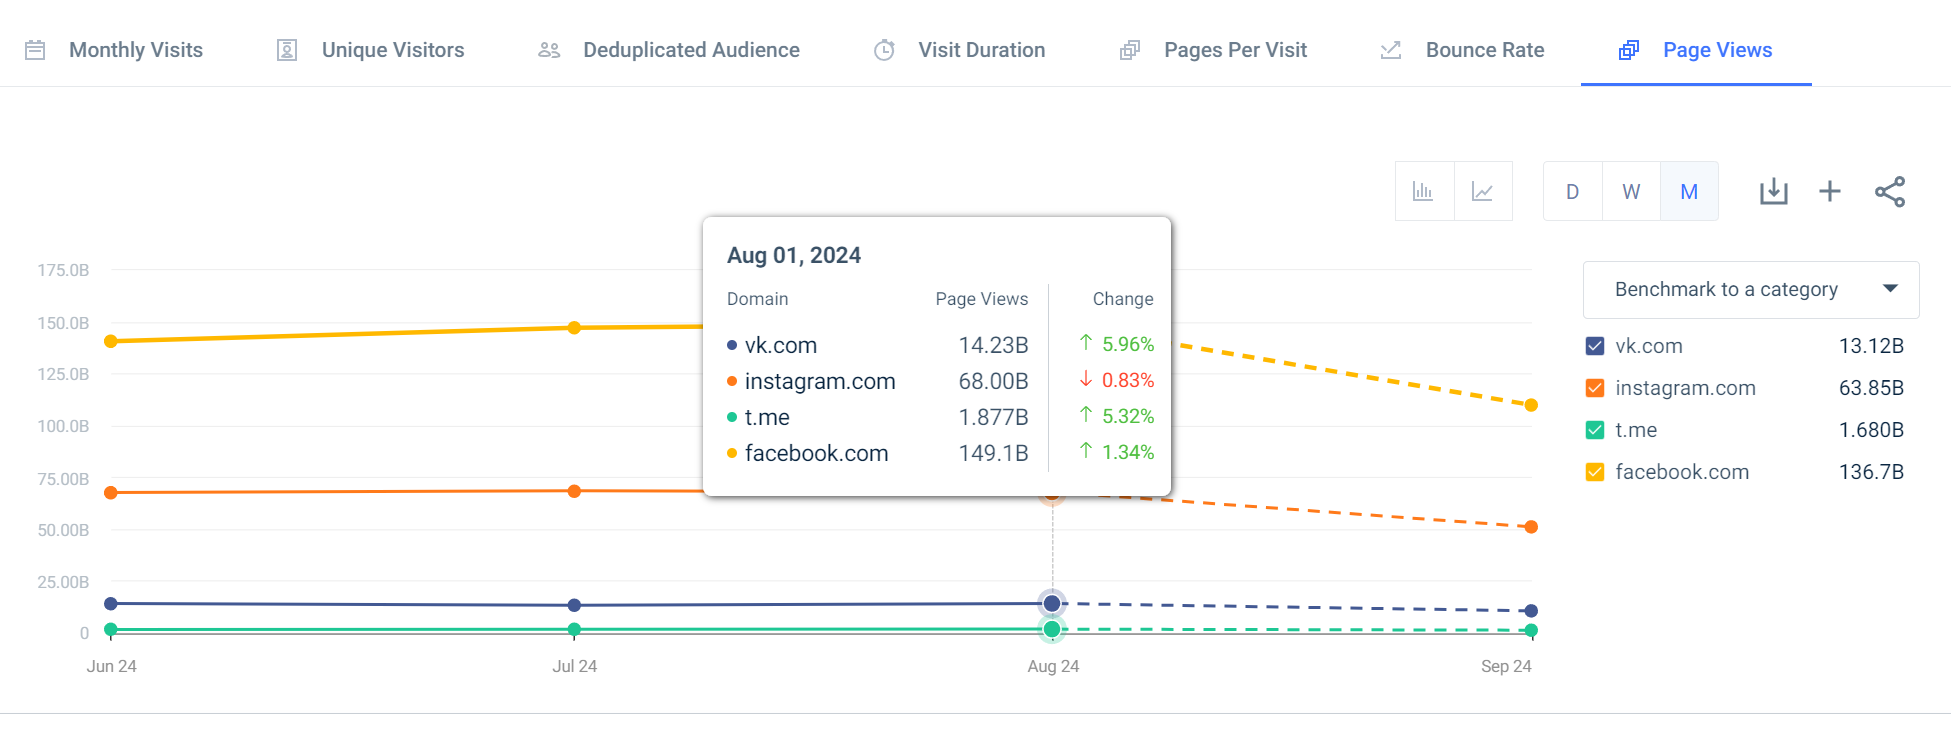 Monthly Visits Unique Visitors Deduplicated Audience Visit Duration Pages Per Visit Bounce Rate Page Views
D W M
Benchmark to a category
vk.com 13.12B
instagram.com 63.85B
t.me 1.680B
facebook.com 136.7B
175.0B
150.0B
125.0B
100.0B
75.00B
50.00B
25.00B
0
Jun 24 Jul 24 Aug 24 Sep 24
Aug 01, 2024
Domain Page Views Change
vk.com 14.23B ↑ 5.96%
instagram.com 68.00B ↓ 0.83%
t.me 1.877B ↑ 5.32%
facebook.com 149.1B ↑ 1.34%